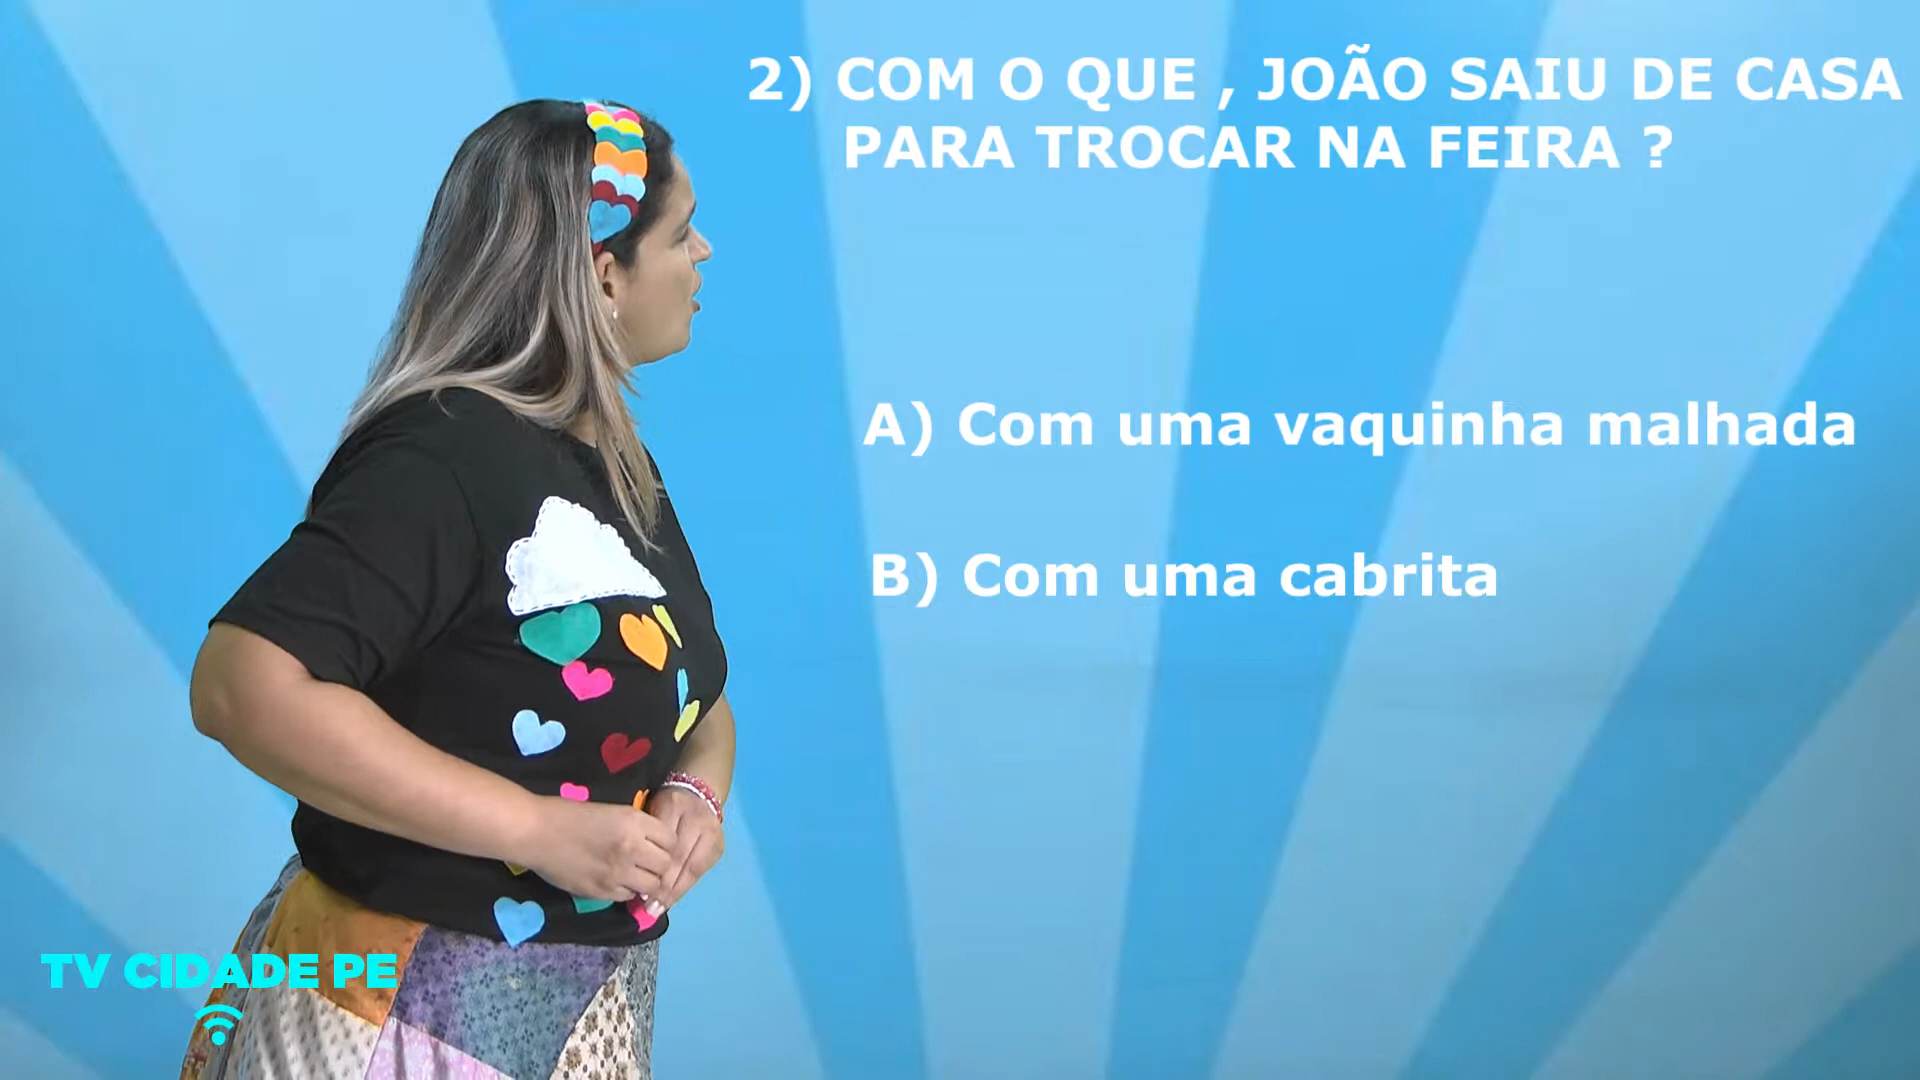 2) COM O QUE , JOÃO SAIU DE CASA
PARA TROCAR NA FEIRA ?
A) Com uma vaquinha malhada
B) Com uma cabrita
TV CIDADE PE